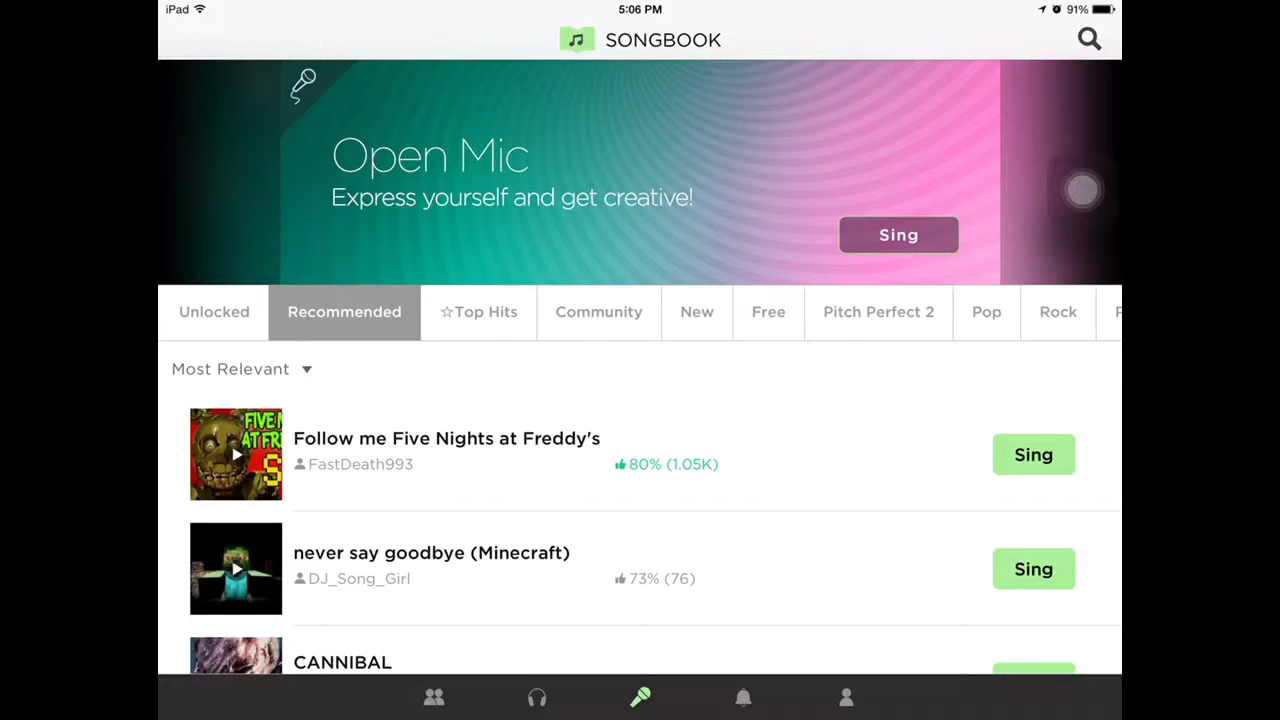 iPad
5:06 PM
91%
SONGBOOK
Open Mic
Express yourself and get creative!
Sing
Unlocked
Recommended
☆Top Hits
Community
New
Free
Pitch Perfect 2
Pop
Rock
Most Relevant
FIVE
AT FR
Follow me Five Nights at Freddy's
FastDeath993
80% (1.05K)
Sing
never say goodbye (Minecraft)
DJ_Song_Girl
73% (76)
Sing
CANNIBAL